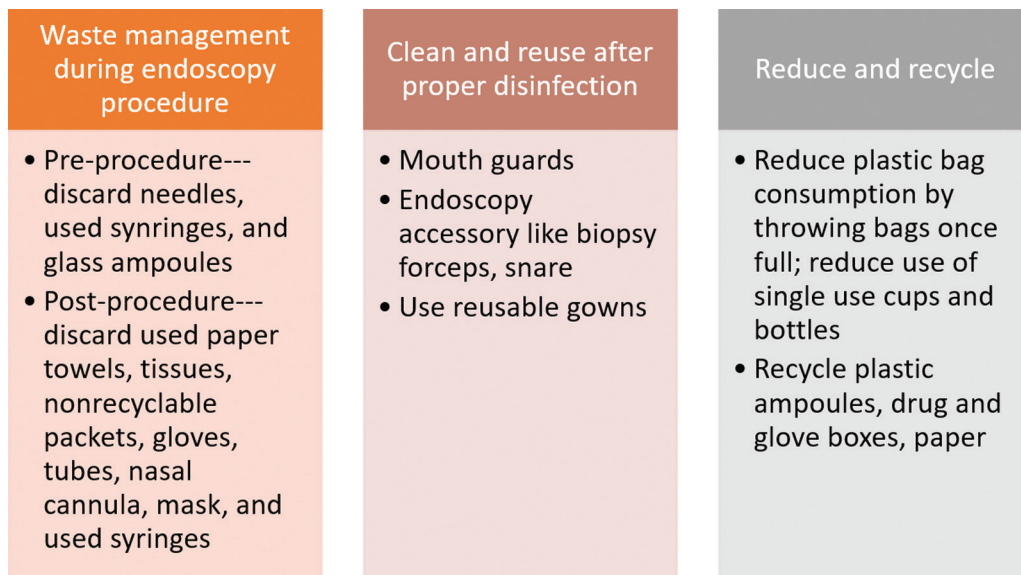 Waste management
during endoscopy
procedure
• Pre-procedure---
discard needles,
used synringes, and
glass ampoules
• Post-procedure---
discard used paper
towels, tissues,
nonrecyclable
packets, gloves,
tubes, nasal
cannula, mask, and
used syringes
Clean and reuse after
proper disinfection
• Mouth guards
• Endoscopy
accessory like biopsy
forceps, snare
• Use reusable gowns
Reduce and recycle
• Reduce plastic bag
consumption by
throwing bags once
full; reduce use of
single use cups and
bottles
• Recycle plastic
ampoules, drug and
glove boxes, paper